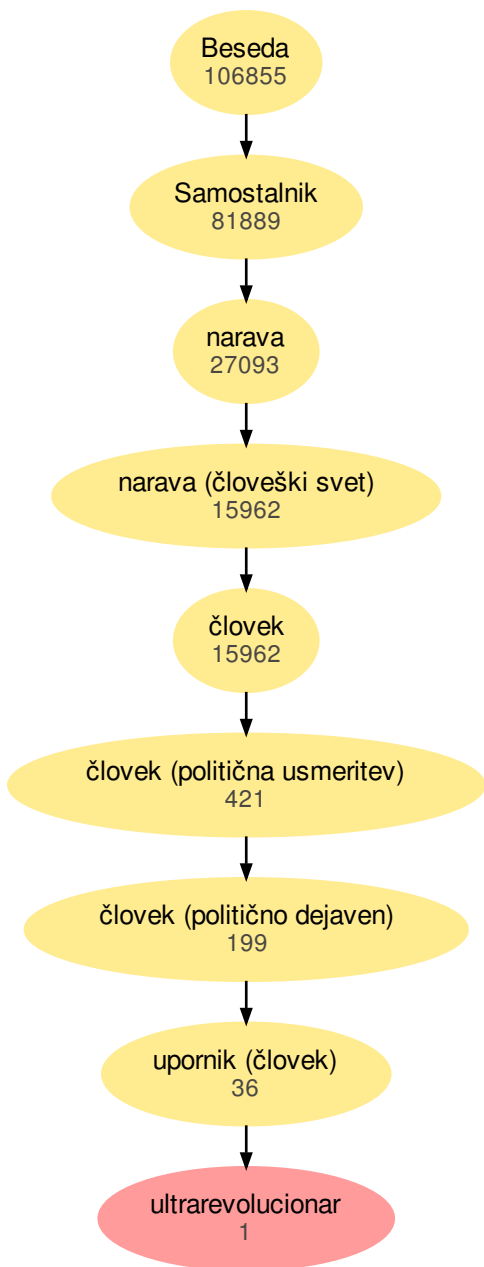 Beseda
106855
Samostalnik
81889
narava
27093
narava (človeški svet)
15962
človek
15962
človek (politična usmeritev)
421
človek (politično dejaven)
199
upornik (človek)
36
ultrarevolucionar
1